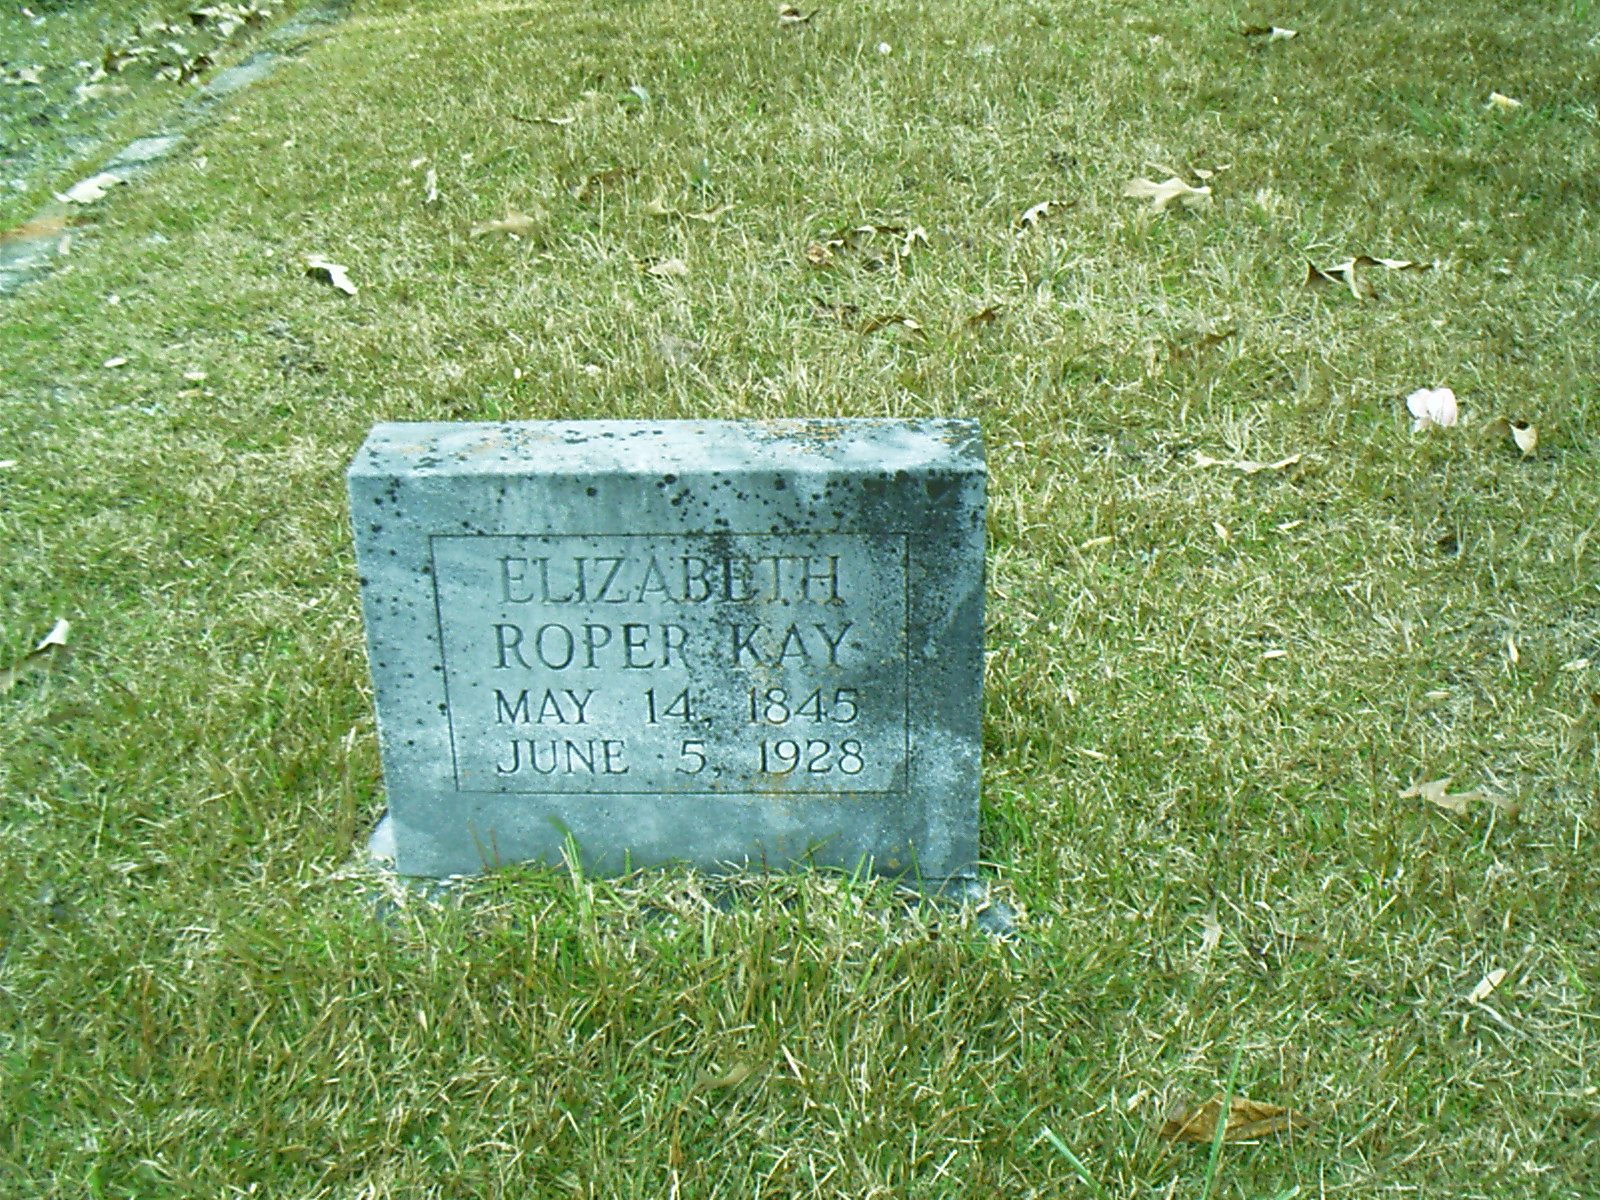 ELIZABETH
ROPER KAY
MAY 14, 1845
JUNE 5, 1928